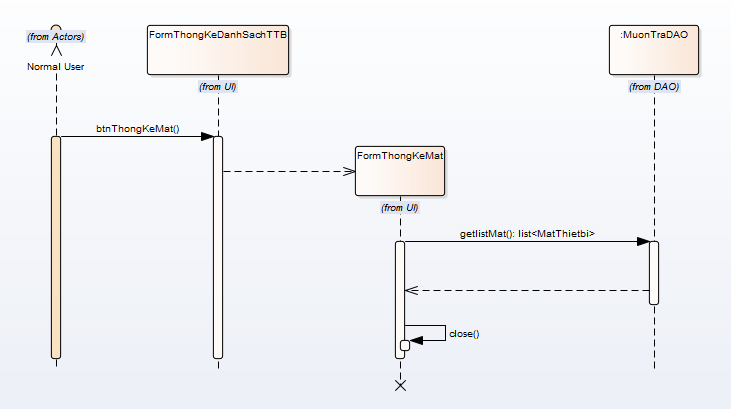 (from Actors)
Normal User
FormThongKeDanhSachTTB
(from UI)
:MuonTraDAO
(from DAO)
btnThongKeMat()
FormThongKeMat
(from UI)
getlistMat(): list<MatThietbi>
close()